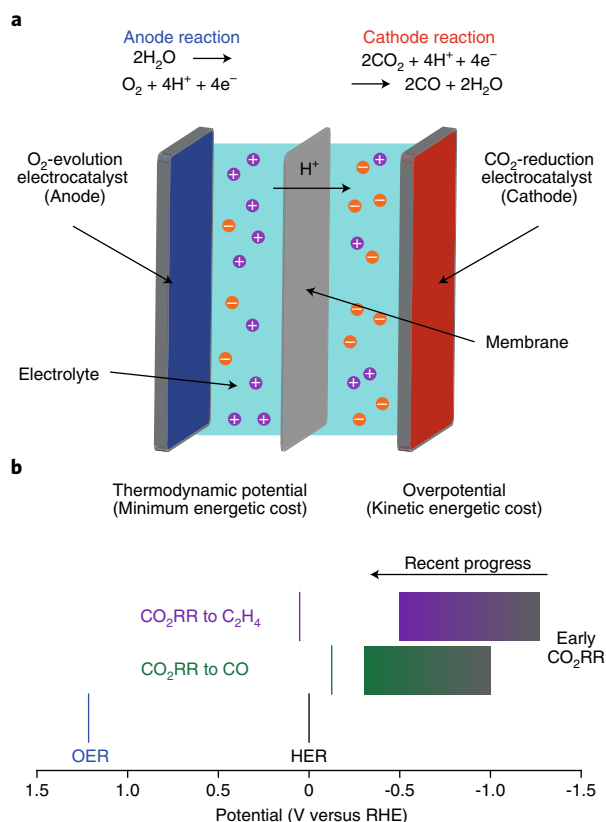 a
Anode reaction
2H₂O ⟶
O₂ + 4H⁺ + 4e⁻
Cathode reaction
2CO₂ + 4H⁺ + 4e⁻
⟶ 2CO + 2H₂O
O₂-evolution
electrocatalyst
(Anode)
H⁺
CO₂-reduction
electrocatalyst
(Cathode)
Membrane
Electrolyte
b
Thermodynamic potential
(Minimum energetic cost)
Overpotential
(Kinetic energetic cost)
Recent progress
CO₂RR to C₂H₄
Early
CO₂RR
CO₂RR to CO
OER
HER
1.5 1.0 0.5 0 -0.5 -1.0 -1.5
Potential (V versus RHE)